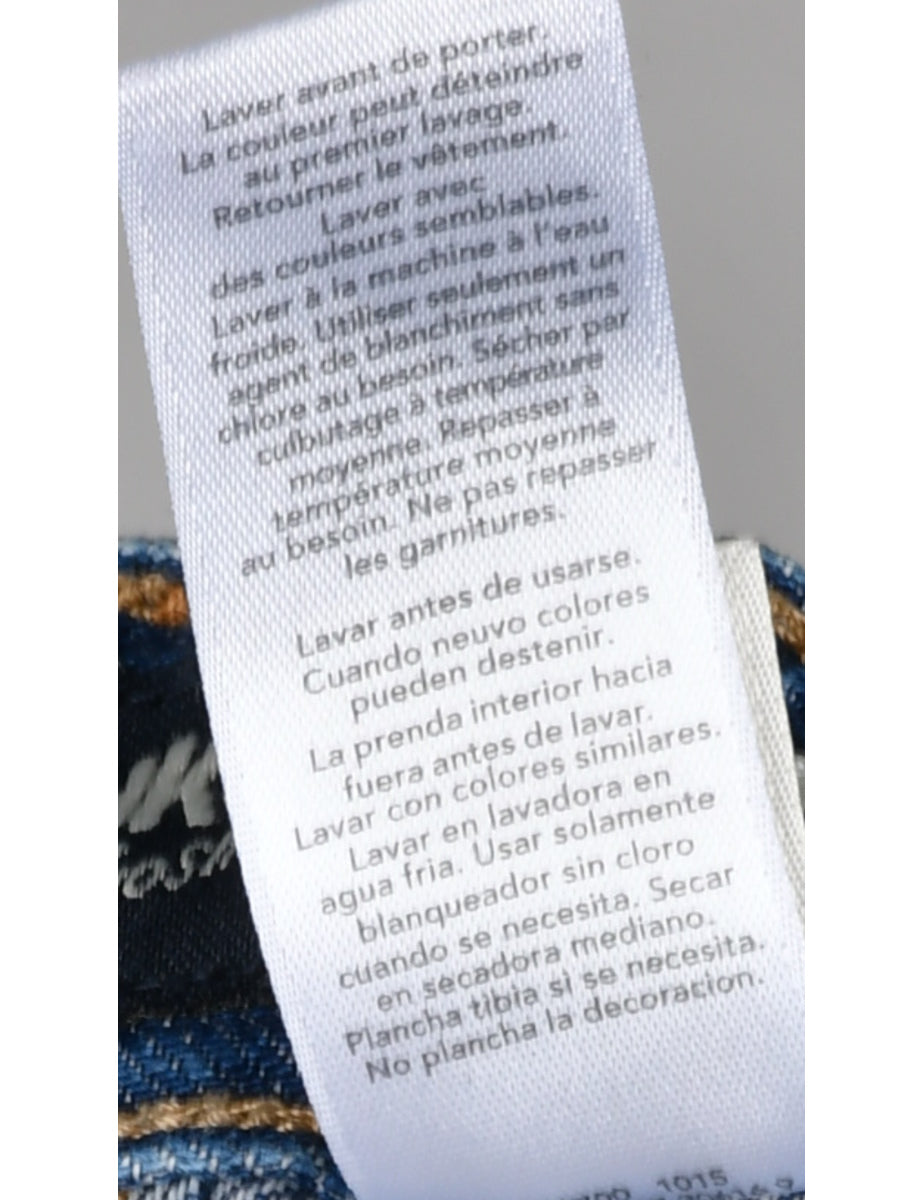 Laver avant de porter.
La couleur peut déteindre
au premier lavage.
Retourner le vêtement.
Laver avec
des couleurs semblables.
Laver à la machine à l'eau
froide. Utiliser seulement un
agent de blanchiment sans
chlore au besoin. Sécher par
culbutage à température
moyenne. Repasser à
température moyenne
au besoin. Ne pas repasser
les garnitures.
Lavar antes de usarse.
Cuando neuvo colores
pueden destenir.
La prenda interior hacia
fuera antes de lavar.
Lavar con colores similares.
Lavar en lavadora en
agua fria. Usar solamente
blanqueador sin cloro
cuando se necesita. Secar
en secadora mediano.
Plancha tibia si se necesita.
No plancha la decoracion.
1015